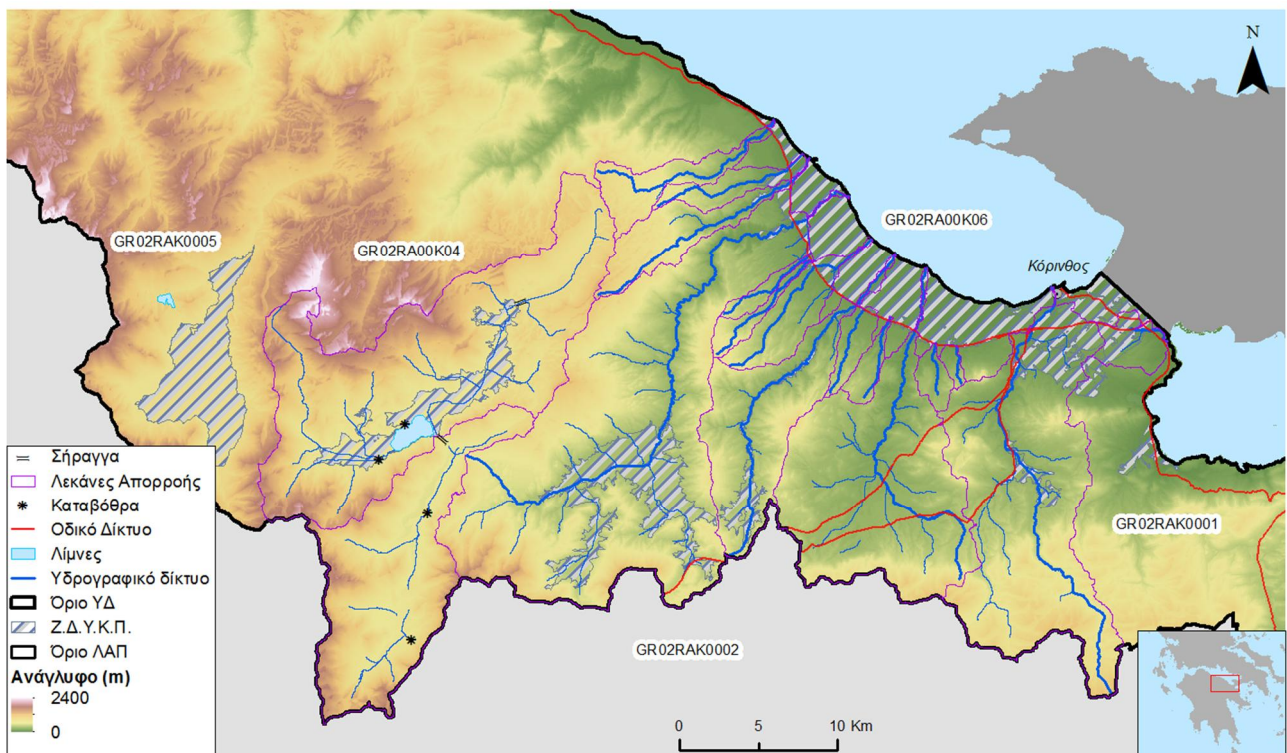 N
GR02RAK0005
GR02RA00K04
GR02RA00K06
Κόρινθος
GR02RAK0001
GR02RAK0002
Σήραγγα
Λεκάνες Απορροής
Καταβόθρα
Οδικό Δίκτυο
Λίμνες
Υδρογραφικό δίκτυο
Όριο ΥΔ
Ζ.Δ.Υ.Κ.Π.
Όριο ΛΑΠ
Ανάγλυφο (m)
2400
0
0 5 10 Km